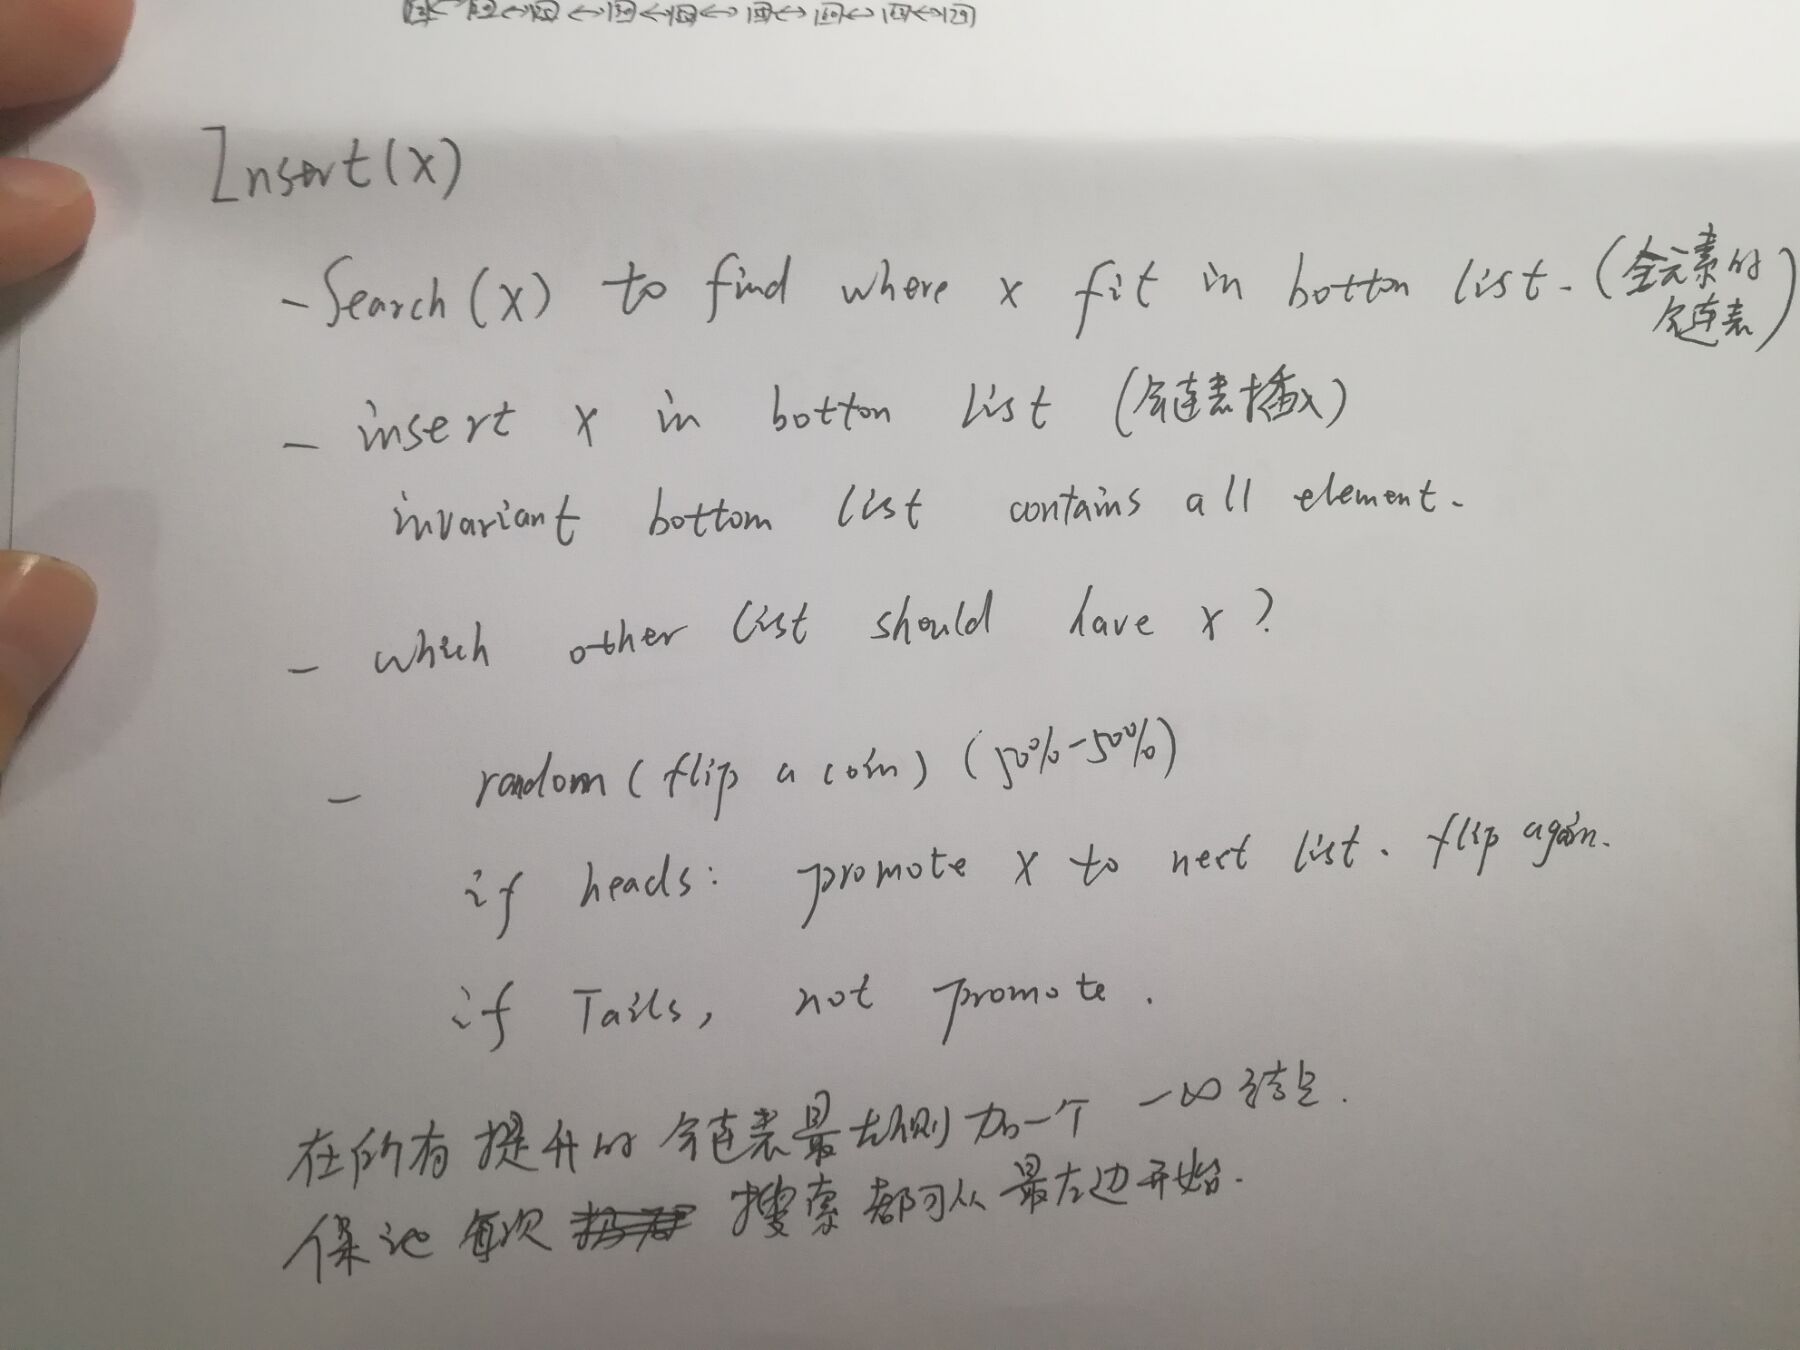 Insert(x)
- Search(x) to find where x fit in botton list. (全元素的
链表)
- insert x in botton list (链表插入)
invariant bottom list contains all element.
- which other list should have x?
- random(flip a coin) (50%-50%)
if heads: promote x to next list. flip again.
if Tails, not promote.
在所有提升的 链表最左侧加一个 -∞ 结点.
保证 每次 搜索都可从最左边开始.